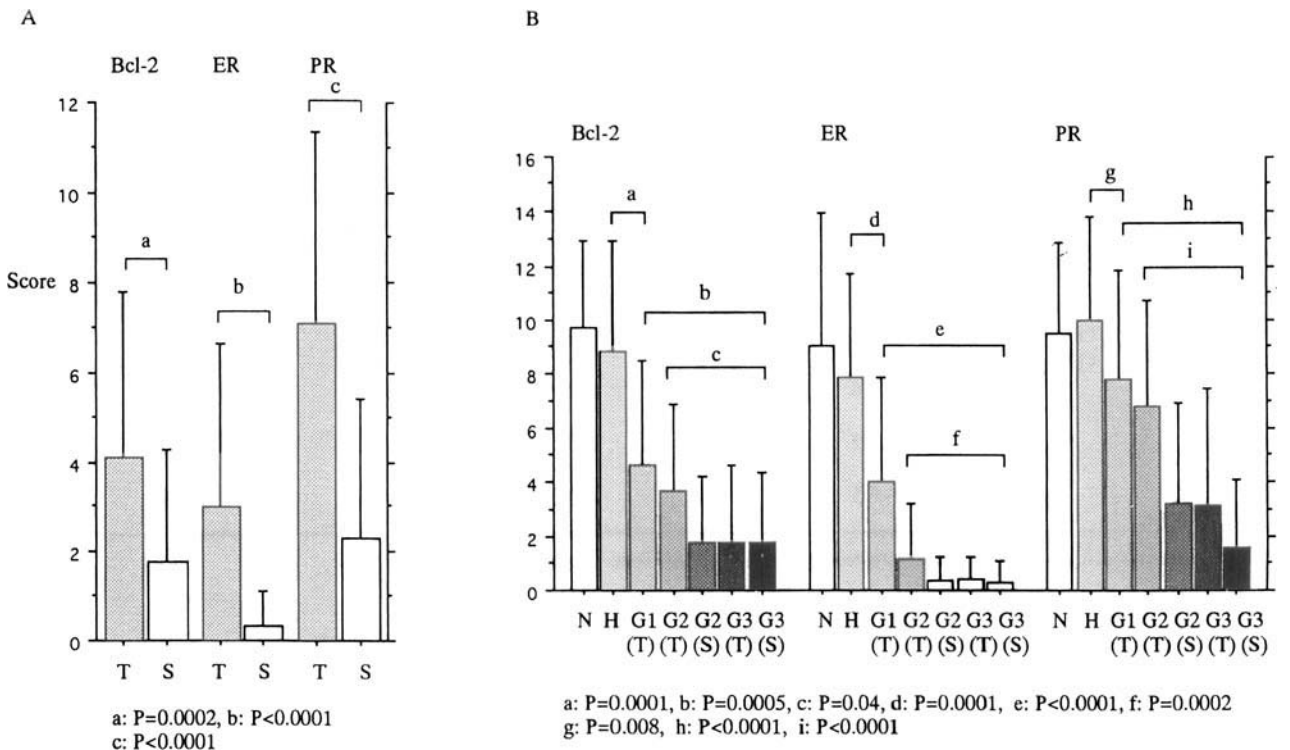 A
B
Bcl-2 ER PR
c
12
10
a
8
Score
b
6
4
2
0
T S T S T S
a: P=0.0002, b: P<0.0001
c: P<0.0001
Bcl-2 ER PR
16
g
a
14
h
d
12
i
b
10
e
c
8
6
f
4
2
0
N H G1 G2 G2 G3 G3 N H G1 G2 G2 G3 G3 N H G1 G2 G2 G3 G3
(T) (T) (S) (T) (S) (T) (T) (S) (T) (S) (T) (T) (S) (T) (S)
a: P=0.0001, b: P=0.0005, c: P=0.04, d: P=0.0001, e: P<0.0001, f: P=0.0002
g: P=0.008, h: P<0.0001, i: P<0.0001